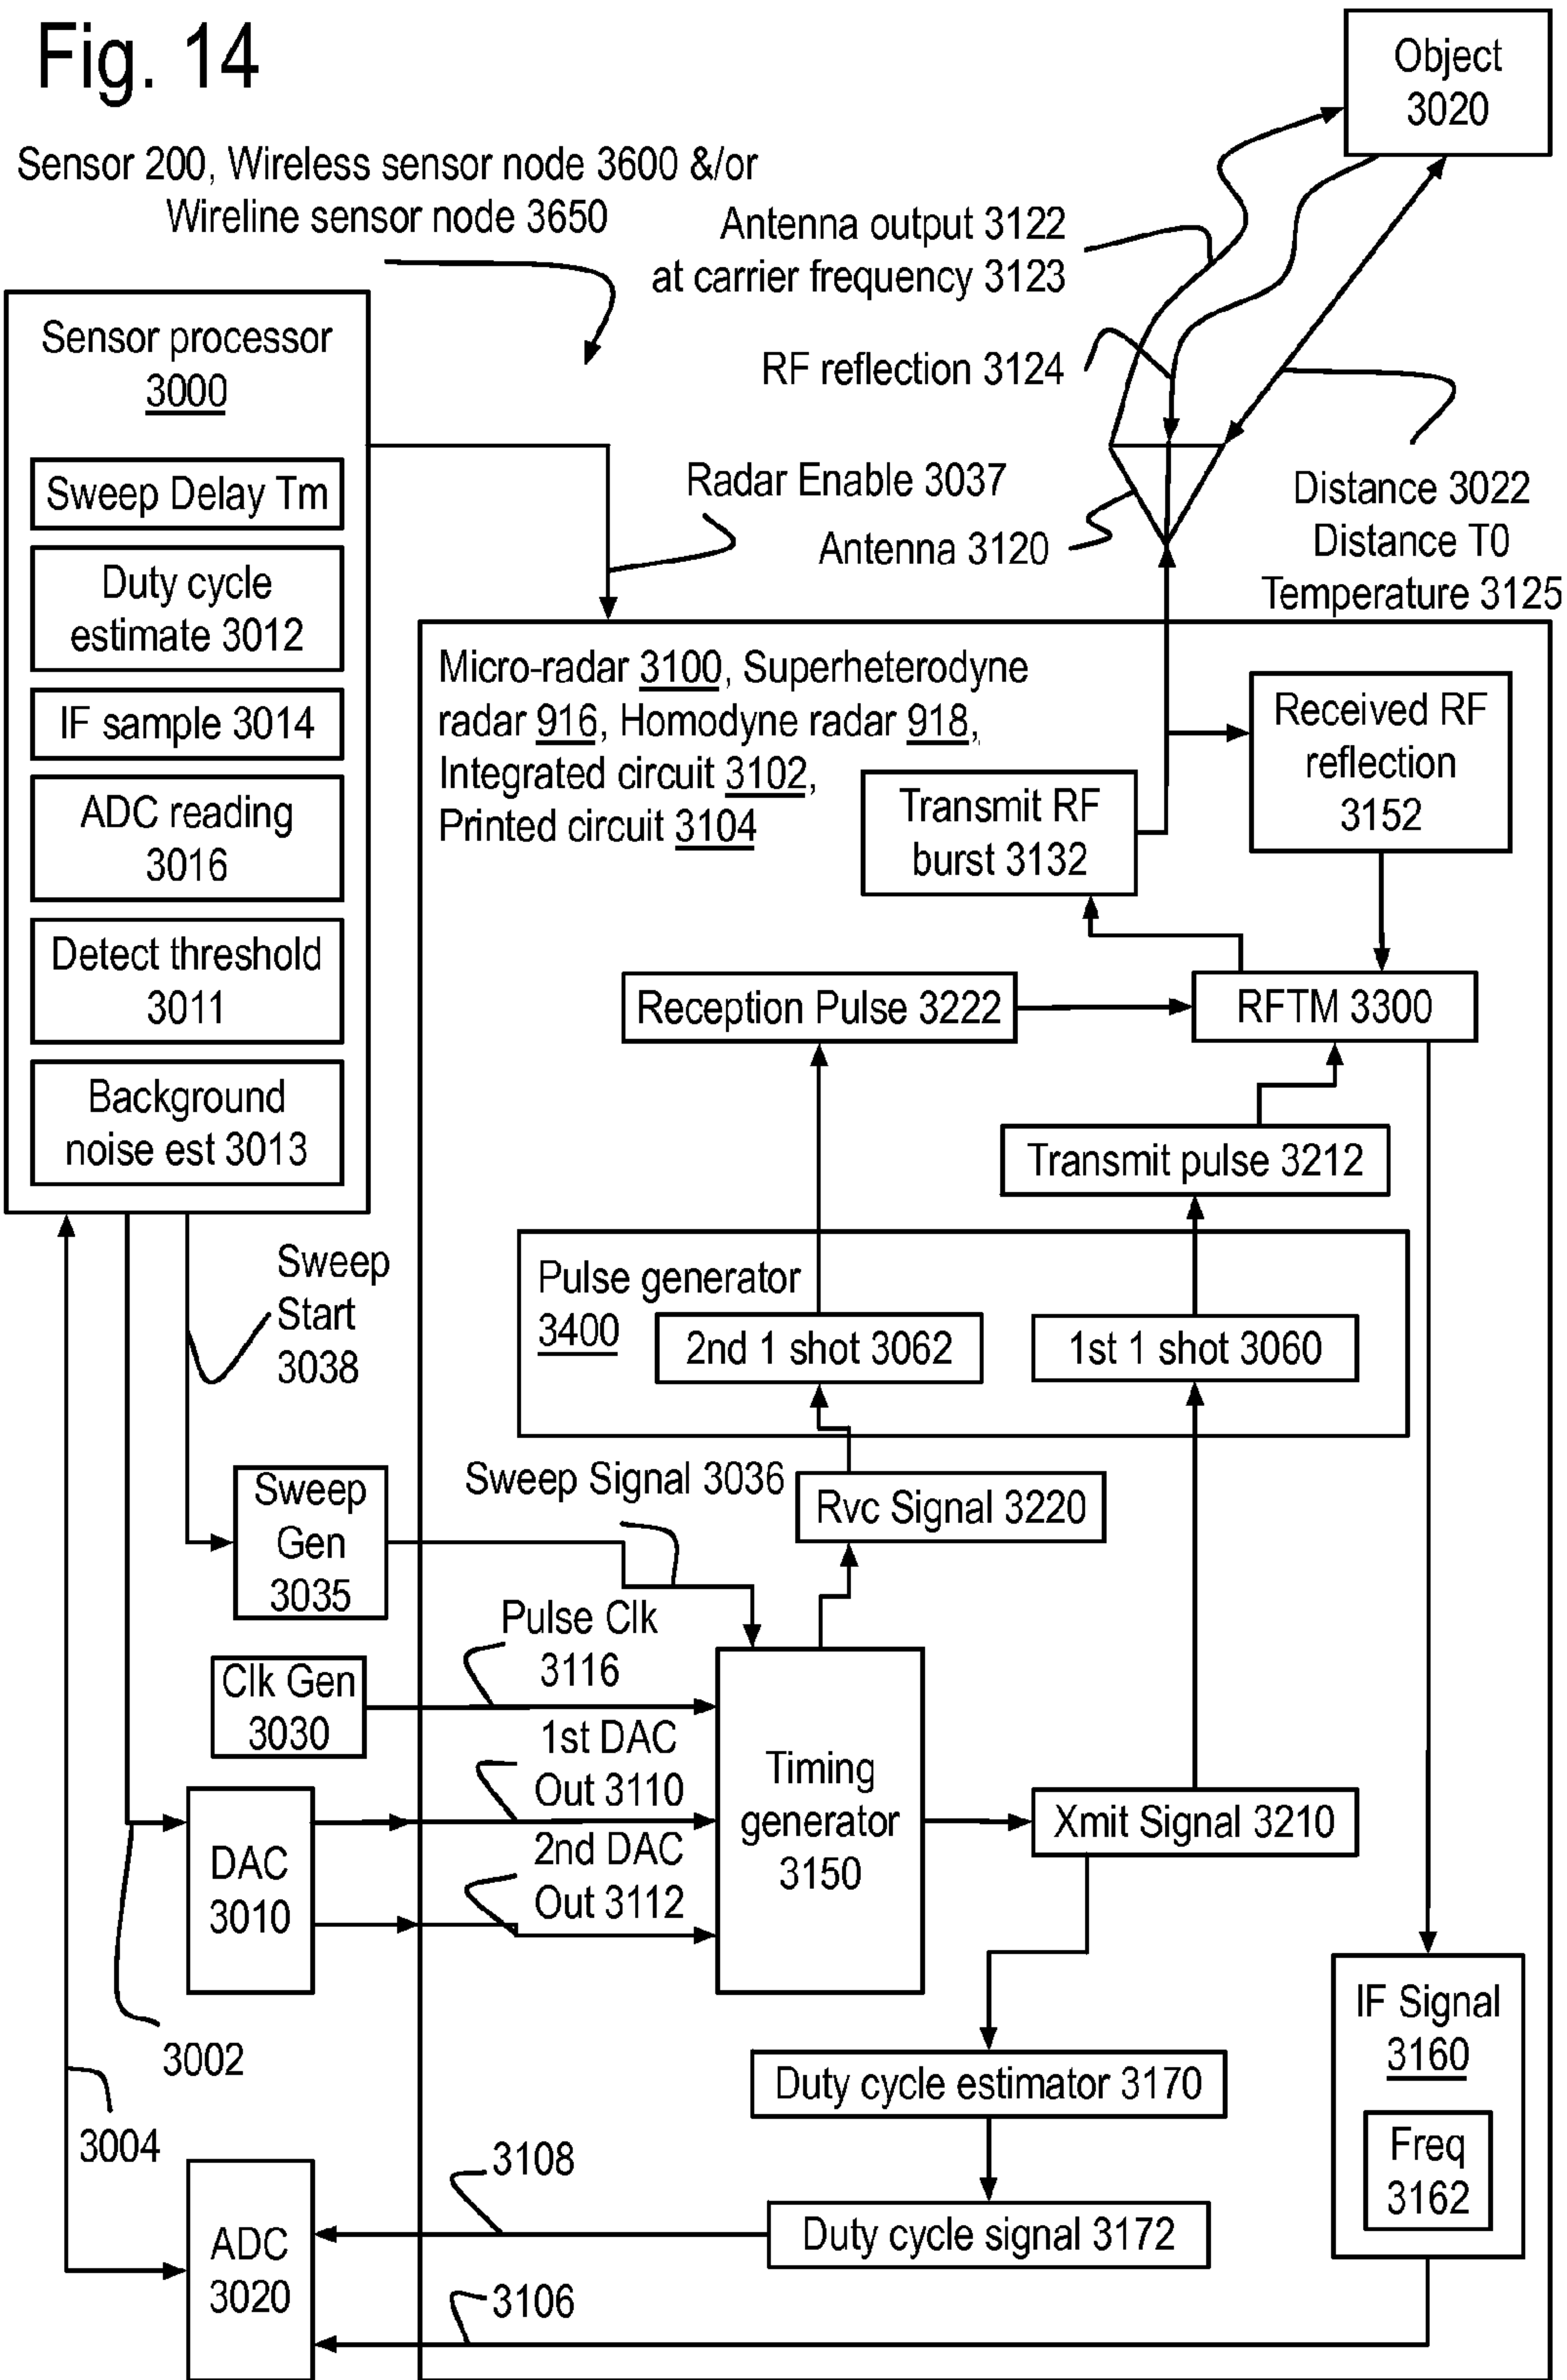 Fig. 14
Object
3020
Sensor 200, Wireless sensor node 3600 &/or
Wireline sensor node 3650
Antenna output 3122
at carrier frequency 3123
RF reflection 3124
Sensor processor
3000
Sweep Delay Tm
Duty cycle
estimate 3012
IF sample 3014
ADC reading
3016
Detect threshold
3011
Background
noise est 3013
Radar Enable 3037
Antenna 3120
Distance 3022
Distance T0
Temperature 3125
Micro-radar 3100, Superheterodyne
radar 916, Homodyne radar 918,
Integrated circuit 3102,
Printed circuit 3104
Received RF
reflection
3152
Transmit RF
burst 3132
Reception Pulse 3222
RFTM 3300
Transmit pulse 3212
Pulse generator
3400
2nd 1 shot 3062
1st 1 shot 3060
Sweep
Start
3038
Sweep Signal 3036
Rvc Signal 3220
Sweep
Gen
3035
Pulse Clk
3116
Clk Gen
3030
1st DAC
Out 3110
Timing
generator
3150
Xmit Signal 3210
DAC
3010
2nd DAC
Out 3112
3002
IF Signal
3160
Freq
3162
Duty cycle estimator 3170
3004
3108
Duty cycle signal 3172
ADC
3020
3106